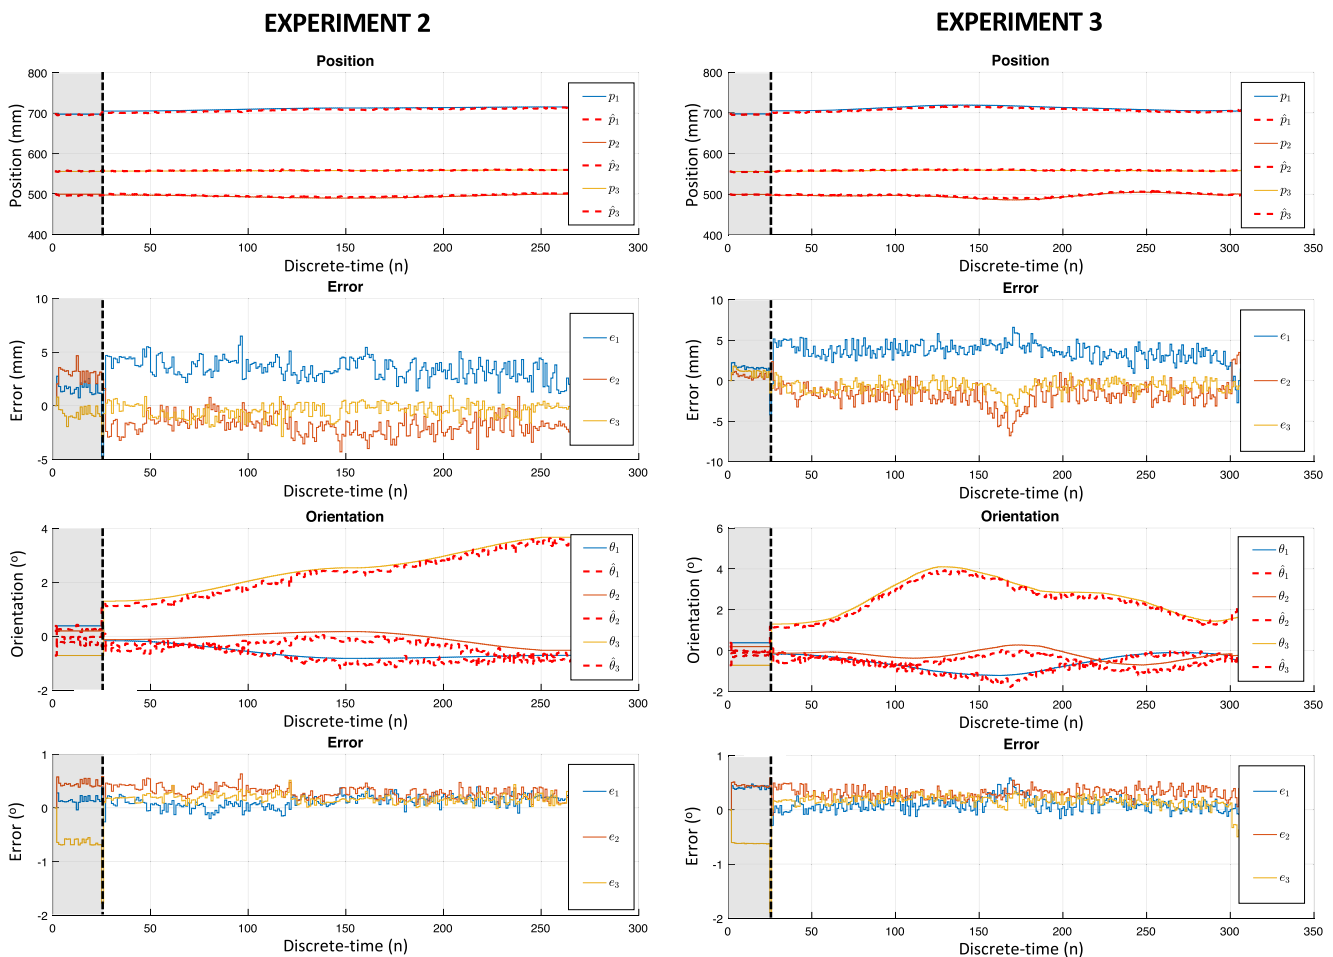 EXPERIMENT 2
Position
Position (mm)
800
700
600
500
400
0 50 100 150 200 250 300
Discrete-time (n)
p₁
p̂₁
p₂
p̂₂
p₃
p̂₃
Error
Error (mm)
10
5
0
-5
0 50 100 150 200 250 300
Discrete-time (n)
e₁
e₂
e₃
Orientation
Orientation (º)
4
2
0
-2
0 50 100 150 200 250 300
Discrete-time (n)
θ₁
θ̂₁
θ₂
θ̂₂
θ₃
θ̂₃
Error
Error (º)
1
0
-1
-2
0 50 100 150 200 250 300
Discrete-time (n)
e₁
e₂
e₃
EXPERIMENT 3
Position
Position (mm)
800
700
600
500
400
0 50 100 150 200 250 300 350
Discrete-time (n)
p₁
p̂₁
p₂
p̂₂
p₃
p̂₃
Error
Error (mm)
10
5
0
-5
-10
0 50 100 150 200 250 300 350
Discrete-time (n)
e₁
e₂
e₃
Orientation
Orientation (º)
6
4
2
0
-2
0 50 100 150 200 250 300 350
Discrete-time (n)
θ₁
θ̂₁
θ₂
θ̂₂
θ₃
θ̂₃
Error
Error (º)
1
0
-1
-2
0 50 100 150 200 250 300 350
Discrete-time (n)
e₁
e₂
e₃